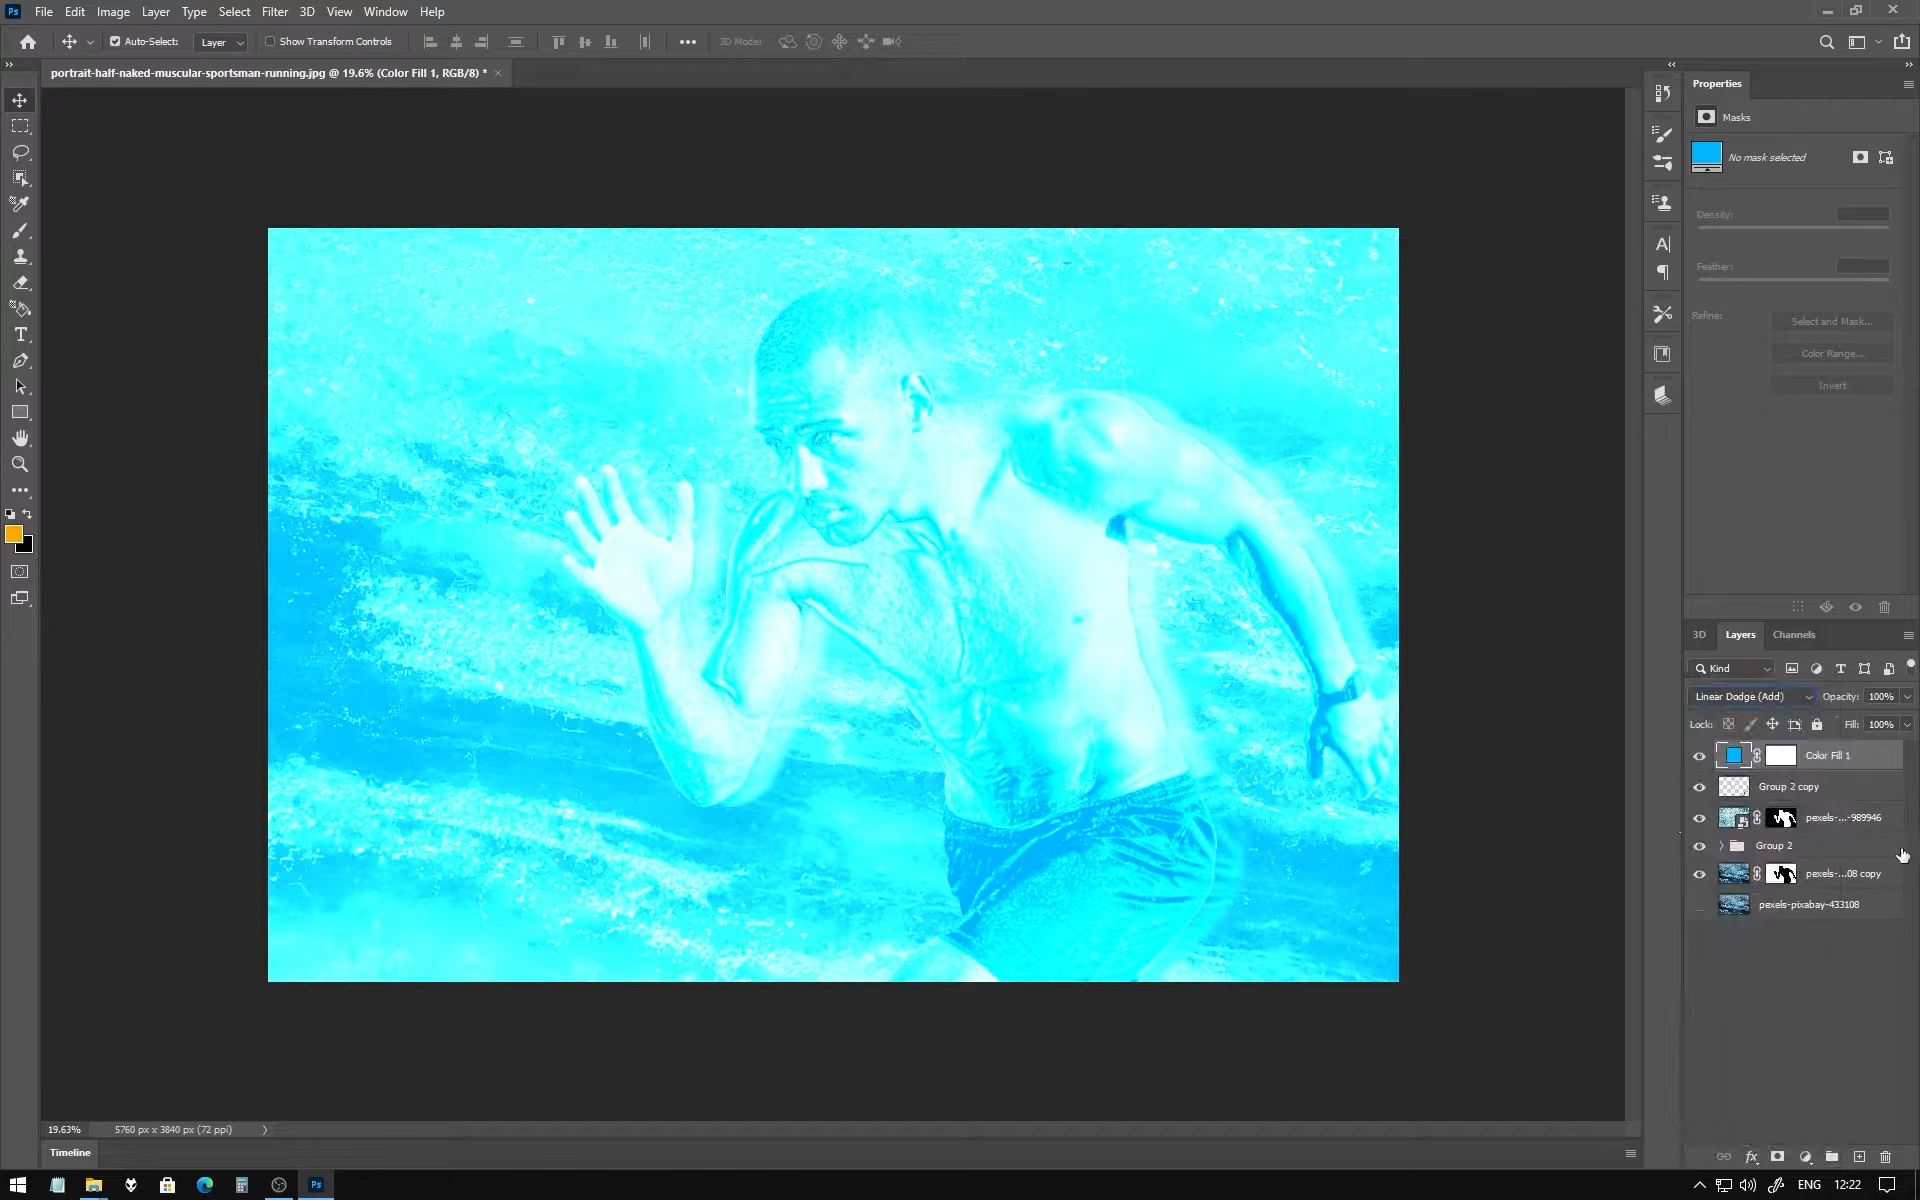 Ps File Edit Image Layer Type Select Filter 3D View Window Help
Auto-Select: Layer Show Transform Controls 3D Mode:
portrait-half-naked-muscular-sportsman-running.jpg @ 19.6% (Color Fill 1, RGB/8) *
Properties
Masks
No mask selected
Density:
Feather:
Refine:
Select and Mask...
Color Range...
Invert
3D Layers Channels
Kind
Linear Dodge (Add) Opacity: 100%
Lock: Fill: 100%
Color Fill 1
Group 2 copy
pexels-...-989946
Group 2
pexels-...08 copy
pexels-pixabay-433108
19.63% 5760 px x 3840 px (72 ppi)
Timeline
fx
Ps
ENG 12:22